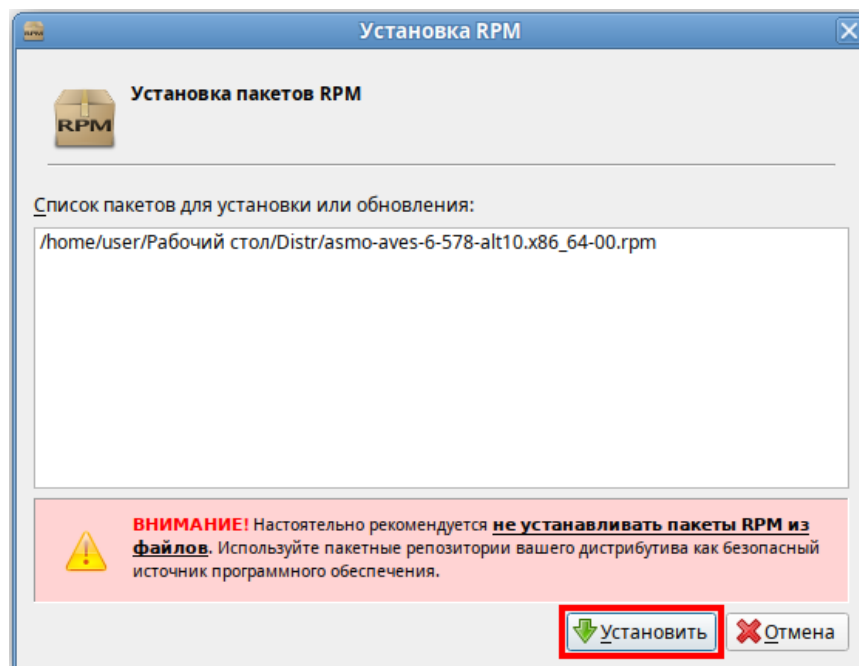 Установка RPM
Установка пакетов RPM
RPM
Список пакетов для установки или обновления:
/home/user/Рабочий стол/Distr/asmo-aves-6-578-alt10.x86_64-00.rpm
ВНИМАНИЕ! Настоятельно рекомендуется не устанавливать пакеты RPM из
файлов. Используйте пакетные репозитории вашего дистрибутива как безопасный
источник программного обеспечения.
Установить
Отмена